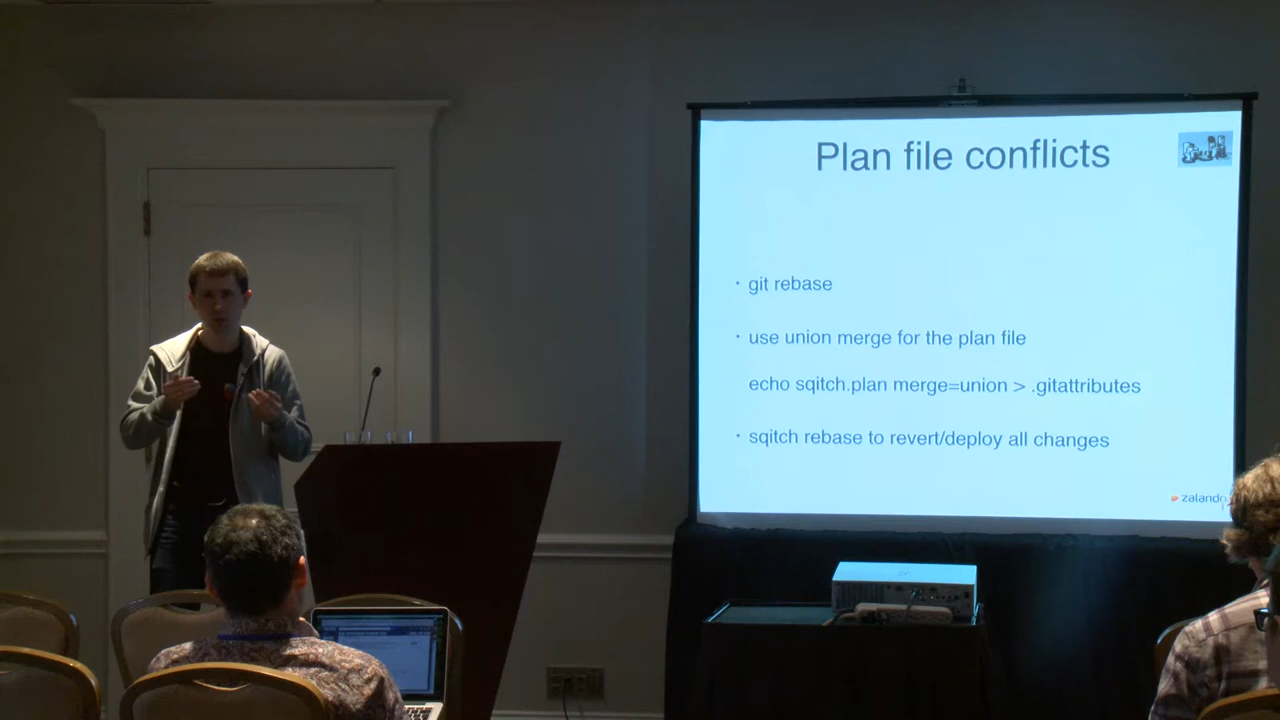 Plan file conflicts
· git rebase
· use union merge for the plan file
echo sqitch.plan merge=union > .gitattributes
· sqitch rebase to revert/deploy all changes
zalando